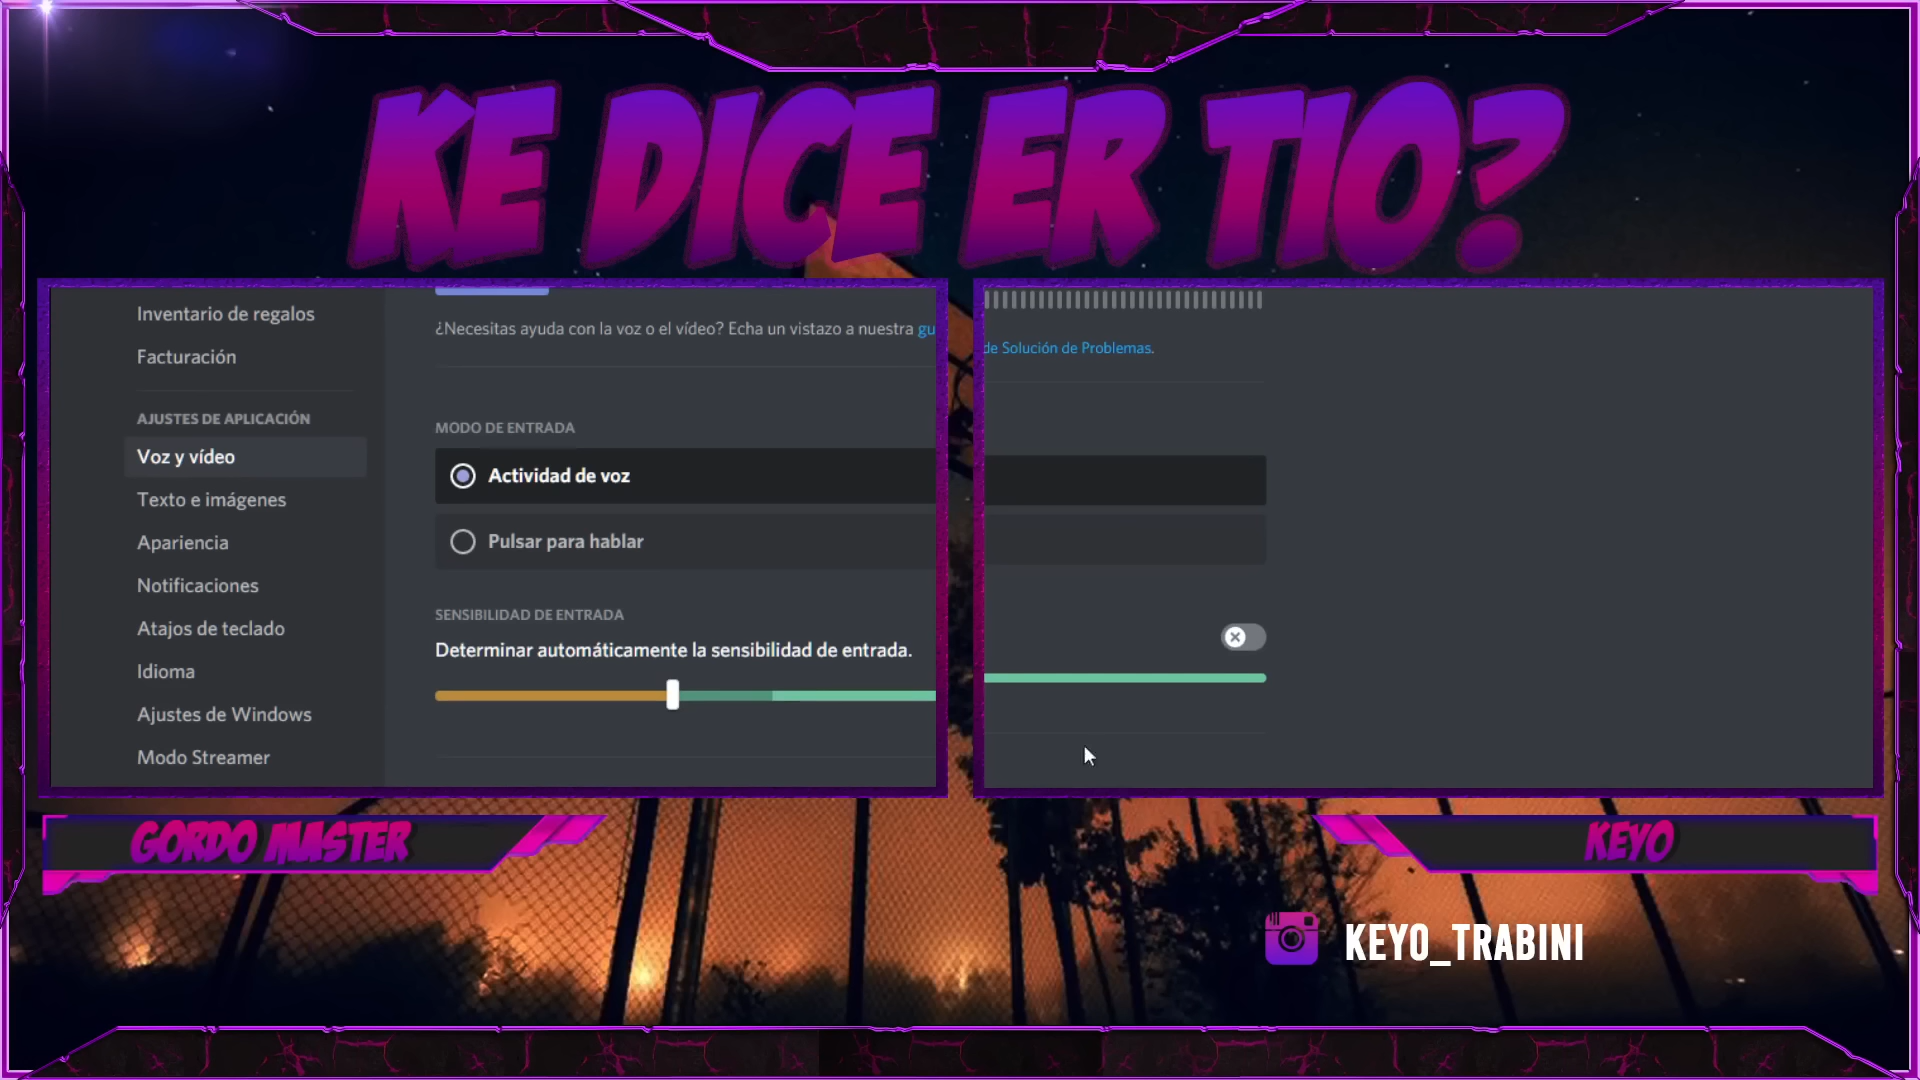 KE DICE ER TIO?
Inventario de regalos
Facturación
AJUSTES DE APLICACIÓN
Voz y vídeo
Texto e imágenes
Apariencia
Notificaciones
Atajos de teclado
Idioma
Ajustes de Windows
Modo Streamer
¿Necesitas ayuda con la voz o el vídeo? Echa un vistazo a nuestra gu
MODO DE ENTRADA
Actividad de voz
Pulsar para hablar
SENSIBILIDAD DE ENTRADA
Determinar automáticamente la sensibilidad de entrada.
de Solución de Problemas.
GORDO MASTER
KEYO
KEYO_TRABINI